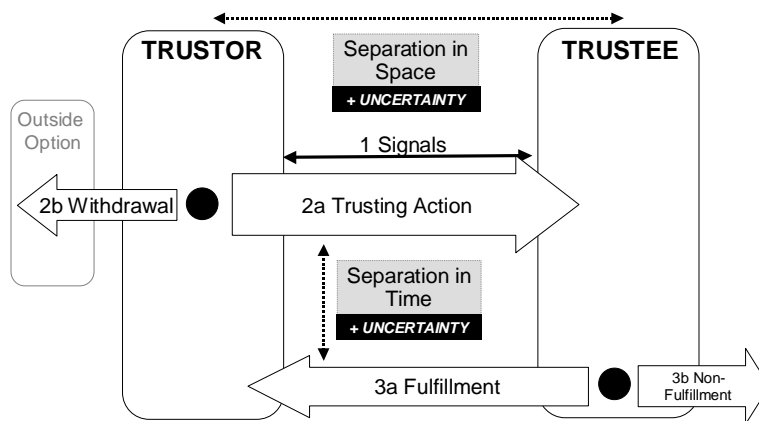 TRUSTOR
Separation in
Space
+ UNCERTAINTY
TRUSTEE
Outside
Option
1 Signals
2b Withdrawal
2a Trusting Action
Separation in
Time
+ UNCERTAINTY
3a Fulfillment
3b Non-
Fulfillment